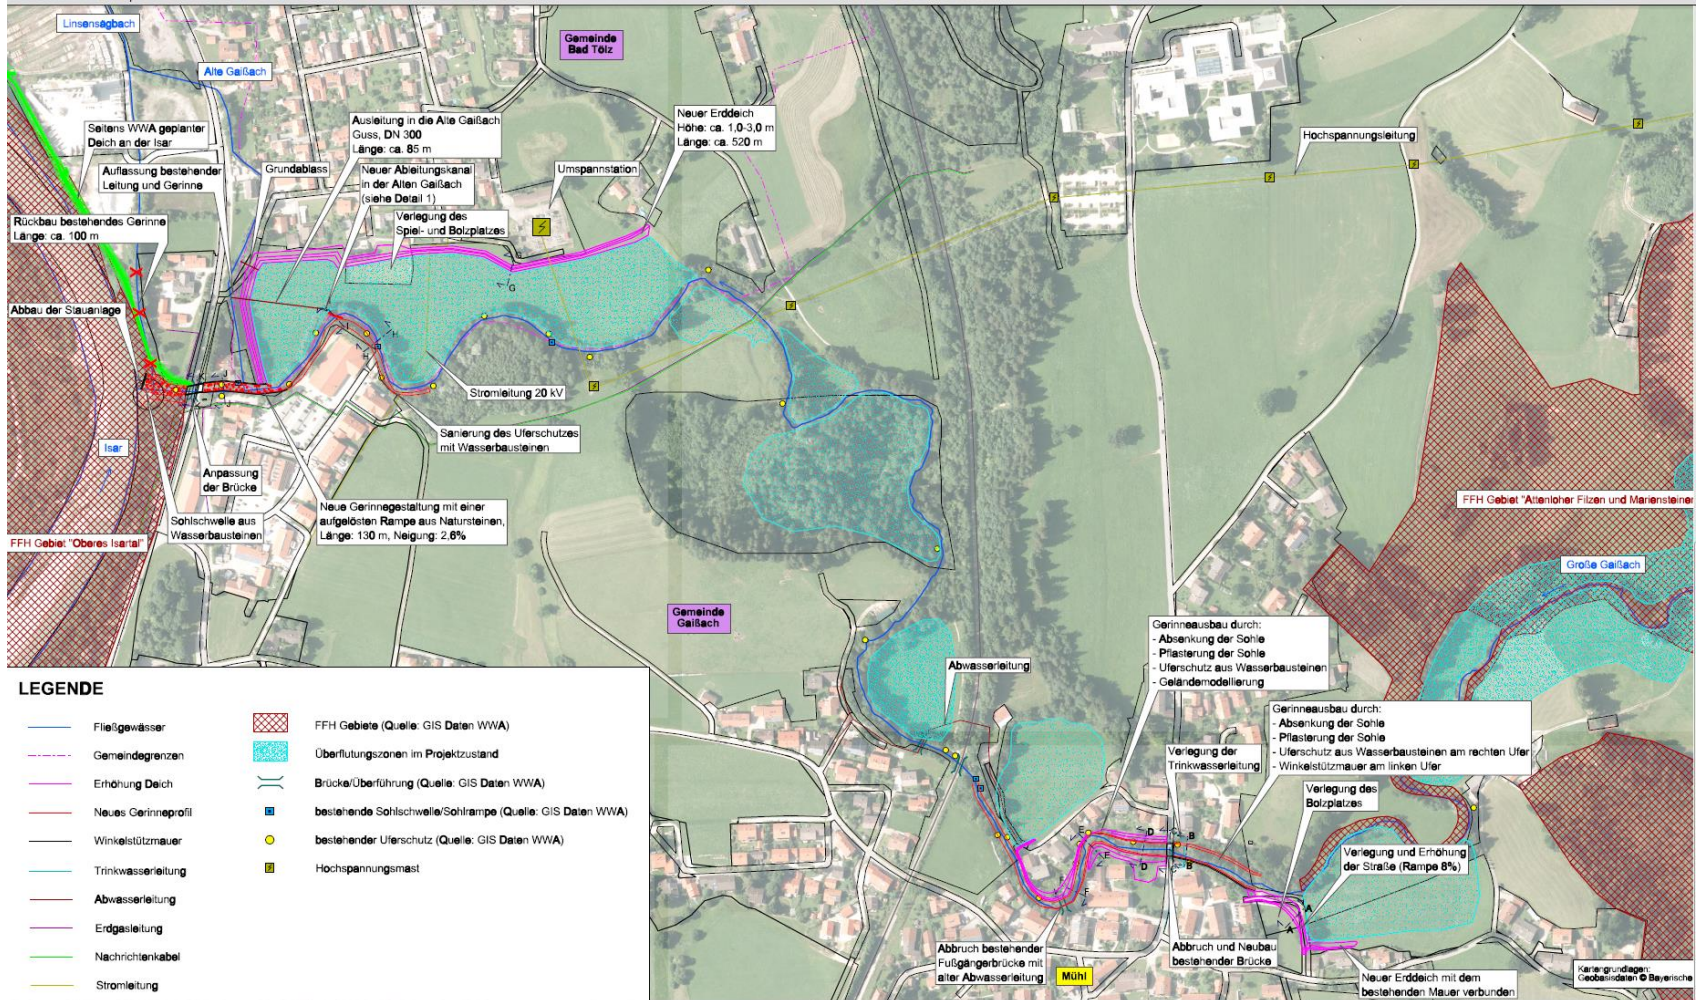 Linsensägbach
Gemeinde
Bad Tölz
Alte Gaißach
Seitens WWA geplanter
Deich an der Isar
Ausleitung in die Alte Gaißach
Guss, DN 300
Länge: ca. 85 m
Neuer Erddeich
Höhe: ca. 1,0-3,0 m
Länge: ca. 520 m
Hochspannungsleitung
Auflassung bestehender
Leitung und Gerinne
Grundablass
Neuer Ableitungskanal
in der Alten Gaißach
(siehe Detail 1)
Umspannstation
Rückbau bestehendes Gerinne
Länge: ca. 100 m
Verlegung des
Spiel- und Bolzplatzes
G
Abbau der Stauanlage
H
H
I
K
J
J
Stromleitung 20 kV
Sanierung des Uferschutzes
mit Wasserbausteinen
Isar
Anpassung
der Brücke
Sohlschwelle aus
Wasserbausteinen
Neue Gerinnegestaltung mit einer
aufgelösten Rampe aus Natursteinen,
Länge: 130 m, Neigung: 2,6%
FFH Gebiet "Oberes Isartal"
FFH Gebiet "Attenloher Filzen und Mariensteiner
Große Gaißach
Gemeinde
Gaißach
Gerinneausbau durch:
- Absenkung der Sohle
- Pflasterung der Sohle
- Uferschutz aus Wasserbausteinen
- Geländemodellierung
Abwasserleitung
Gerinneausbau durch:
- Absenkung der Sohle
- Pflasterung der Sohle
- Uferschutz aus Wasserbausteinen am rechten Ufer
- Winkelstützmauer am linken Ufer
Verlegung der
Trinkwasserleitung
Verlegung des
Bolzplatzes
Verlegung und Erhöhung
der Straße (Rampe 8%)
E
D
C
B
E
D
C
B
F
F
A
A
Abbruch bestehender
Fußgängerbrücke mit
alter Abwasserleitung
Mühl
Abbruch und Neubau
bestehender Brücke
Neuer Erddeich mit dem
bestehenden Mauer verbunden
Kartengrundlagen:
Geobasisdaten © Bayerische
LEGENDE
Fließgewässer
Gemeindegrenzen
Erhöhung Deich
Neues Gerinneprofil
Winkelstützmauer
Trinkwasserleitung
Abwasserleitung
Erdgasleitung
Nachrichtenkabel
Stromleitung
FFH Gebiete (Quelle: GIS Daten WWA)
Überflutungszonen im Projektzustand
Brücke/Überführung (Quelle: GIS Daten WWA)
bestehende Sohlschwelle/Sohlrampe (Quelle: GIS Daten WWA)
bestehender Uferschutz (Quelle: GIS Daten WWA)
Hochspannungsmast